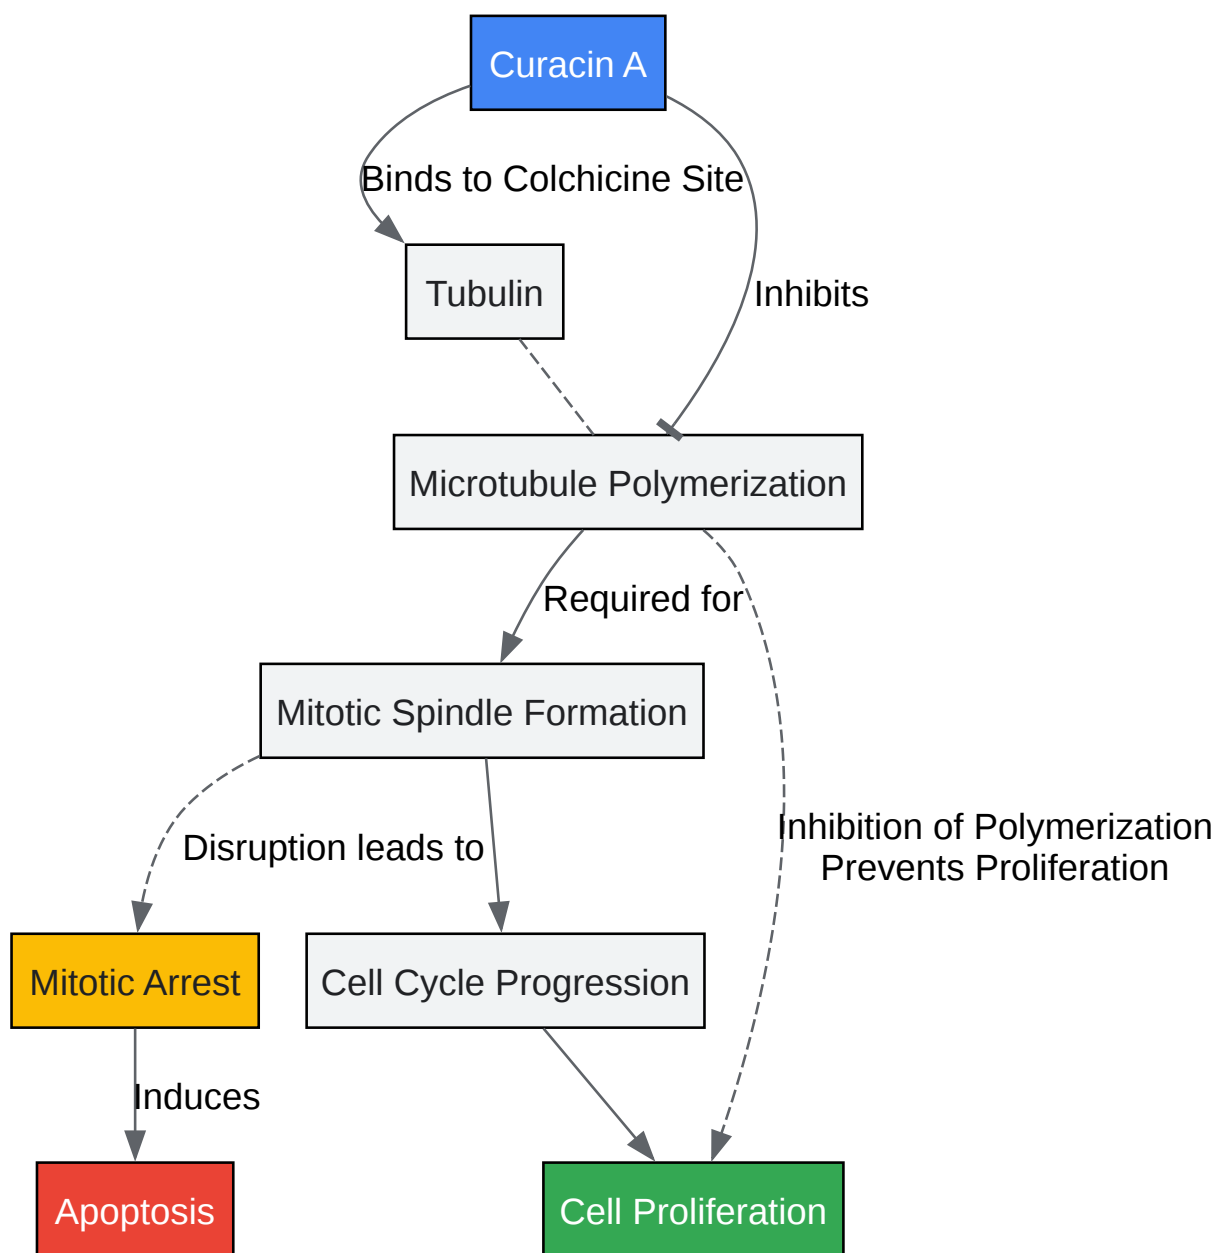 Curacin A
Binds to Colchicine Site
Tubulin
Inhibits
Microtubule Polymerization
Required for
Mitotic Spindle Formation
Disruption leads to
Inhibition of Polymerization
Prevents Proliferation
Mitotic Arrest
Cell Cycle Progression
Induces
Apoptosis
Cell Proliferation